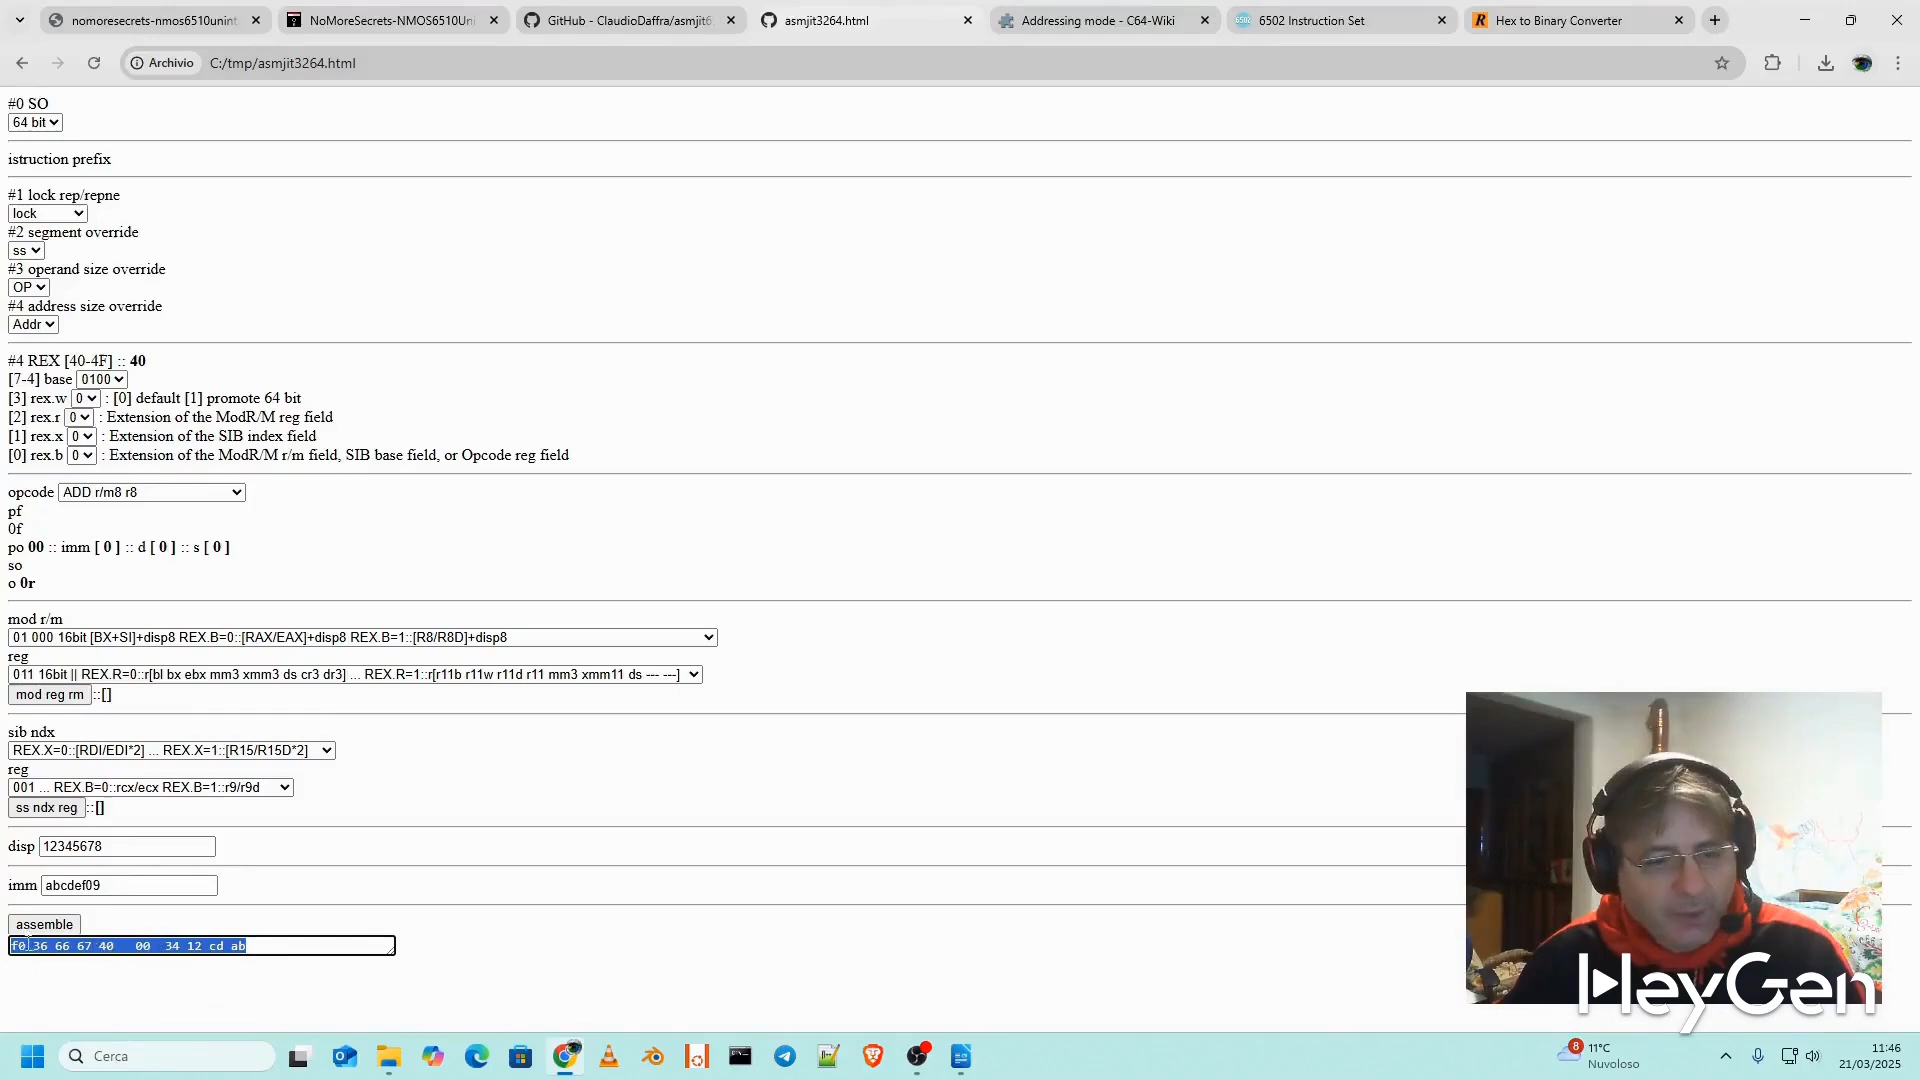 nomoresecrets-nmos6510unint
NoMoreSecrets-NMOS6510Uni
GitHub - ClaudioDaffra/asmjit6
asmjit3264.html
Addressing mode - C64-Wiki
6502 Instruction Set
Hex to Binary Converter
Archivio C:/tmp/asmjit3264.html
#0 SO
64 bit
istruction prefix
#1 lock rep/repne
lock
#2 segment override
ss
#3 operand size override
OP
#4 address size override
Addr
#4 REX [40-4F] :: 40
[7-4] base 0100
[3] rex.w 0 : [0] default [1] promote 64 bit
[2] rex.r 0 : Extension of the ModR/M reg field
[1] rex.x 0 : Extension of the SIB index field
[0] rex.b 0 : Extension of the ModR/M r/m field, SIB base field, or Opcode reg field
opcode ADD r/m8 r8
pf
0f
po 00 :: imm [ 0 ] :: d [ 0 ] :: s [ 0 ]
so
o 0r
mod r/m
01 000 16bit [BX+SI]+disp8 REX.B=0::[RAX/EAX]+disp8 REX.B=1::[R8/R8D]+disp8
reg
011 16bit || REX.R=0::r[bl bx ebx mm3 xmm3 ds cr3 dr3] ... REX.R=1::r[r11b r11w r11d r11 mm3 xmm11 ds --- ---]
mod reg rm ::[]
sib ndx
REX.X=0::[RDI/EDI*2] ... REX.X=1::[R15/R15D*2]
reg
001 ... REX.B=0::rcx/ecx REX.B=1::r9/r9d
ss ndx reg ::[]
disp 12345678
imm abcdef09
assemble
f0 36 66 67 40 00 34 12 cd ab
HeyGen
Cerca
8
11°C
Nuvoloso
11:46
21/03/2025